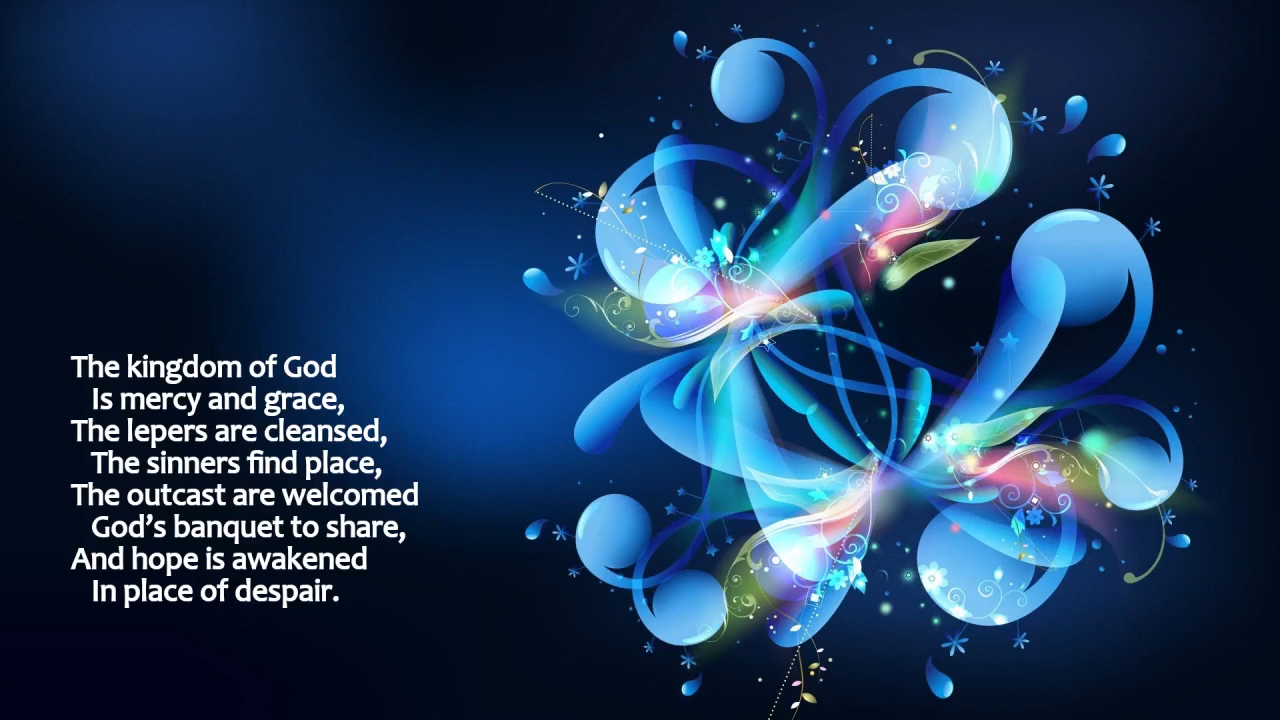 The kingdom of God
Is mercy and grace,
The lepers are cleansed,
The sinners find place,
The outcast are welcomed
God’s banquet to share,
And hope is awakened
In place of despair.